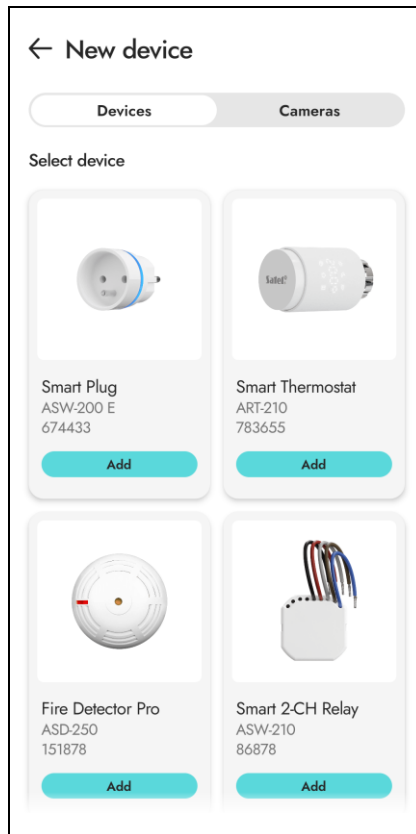 ← New device
Devices
Cameras
Select device
Satel
Smart Plug
ASW-200 E
674433
Add
Smart Thermostat
ART-210
783655
Add
Fire Detector Pro
ASD-250
151878
Add
Smart 2-CH Relay
ASW-210
86878
Add